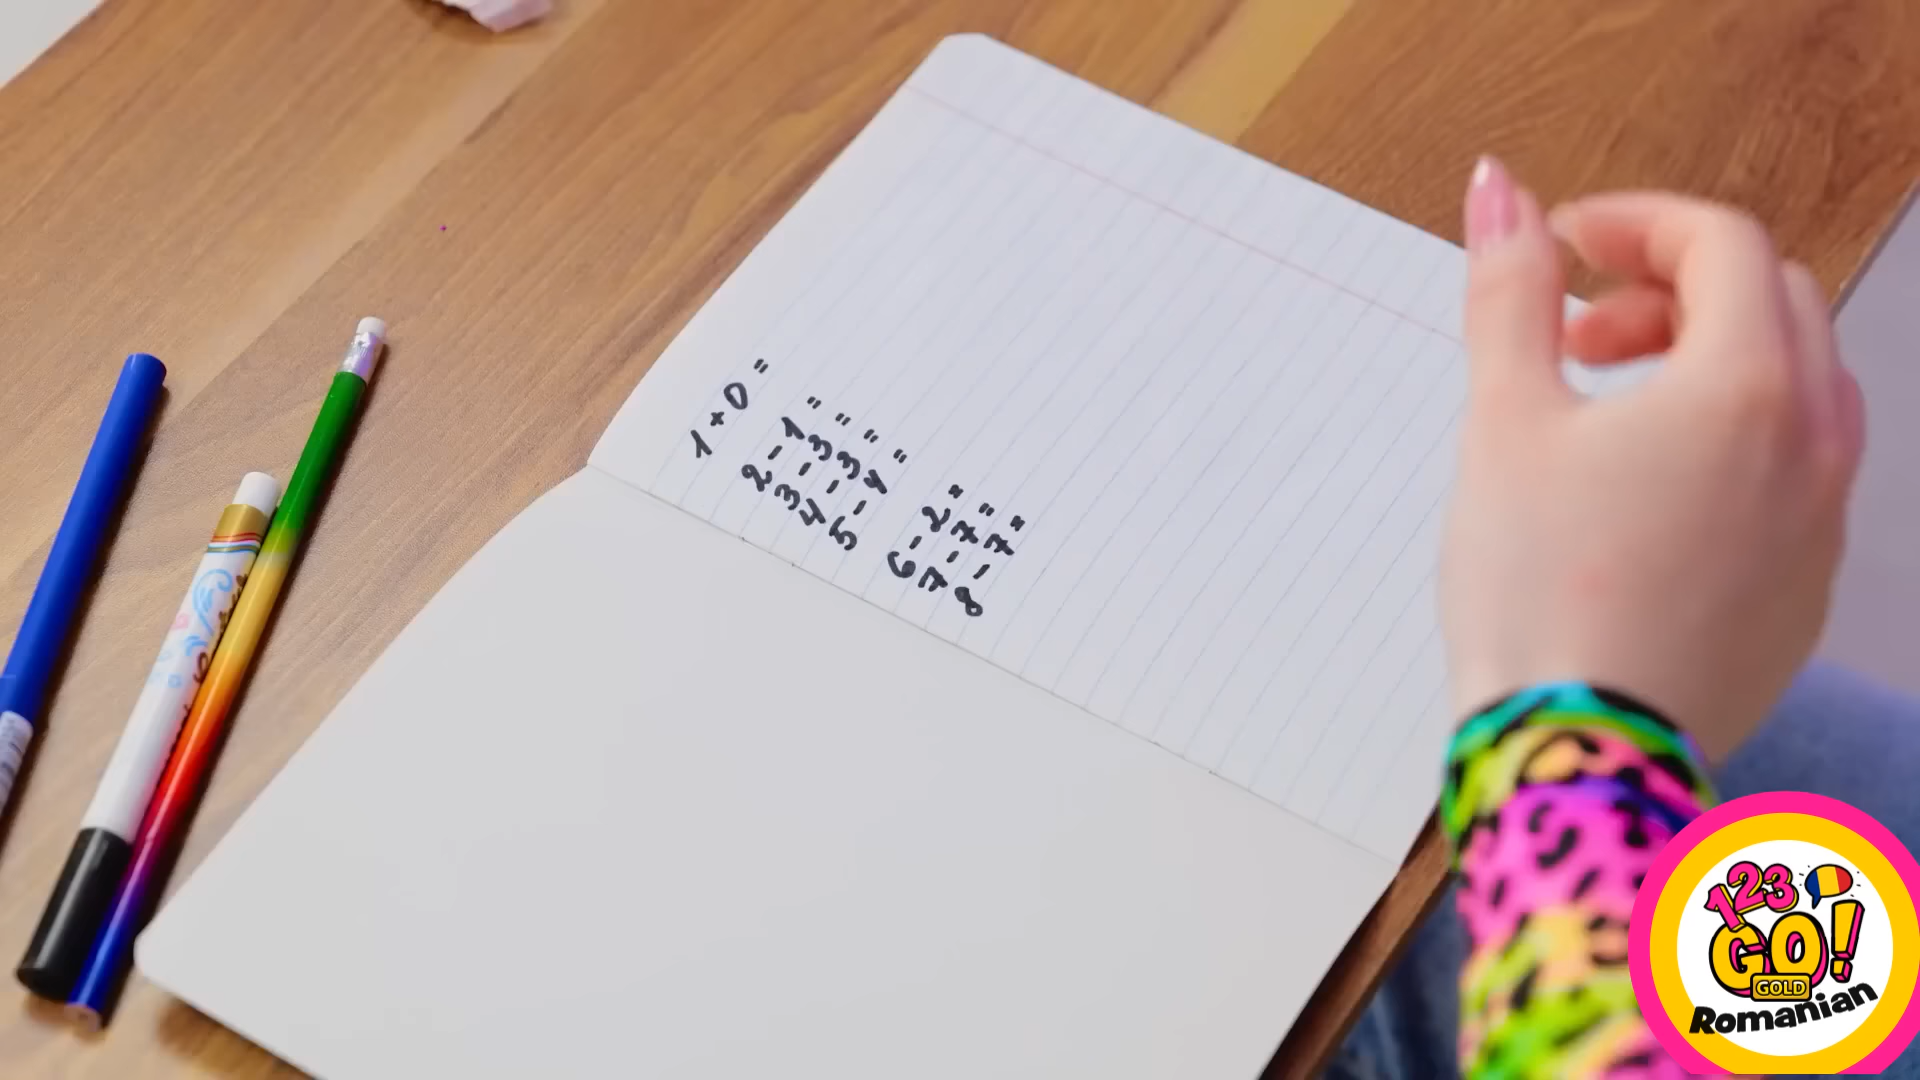 1 + 0 =
2 - 1 =
3 - 3 =
4 - 3 =
5 - 4 =
6 - 2 =
7 - 7 =
8 - 7 =
123
GO!
GOLD
Romanian